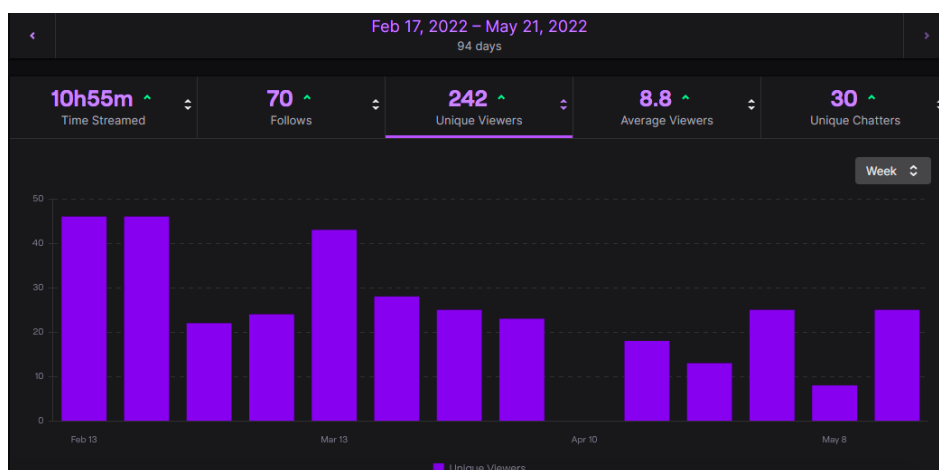 Feb 17, 2022 – May 21, 2022
94 days
10h55m
Time Streamed
70
Follows
242
Unique Viewers
8.8
Average Viewers
30
Unique Chatters
Week
50
40
30
20
10
0
Feb 13
Mar 13
Apr 10
May 8
Unique Viewers